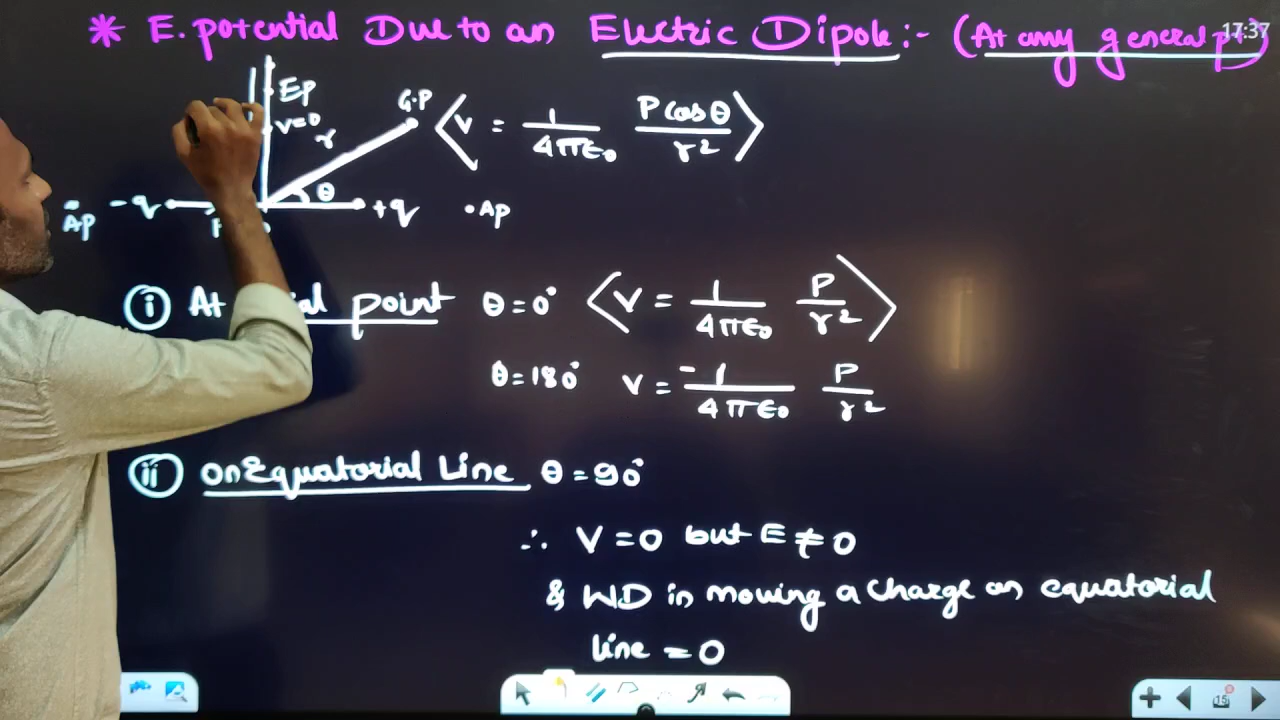 * E. potential Due to an Electric Dipole:- (At any general pt)
17:37
EP
V=0
r
G.P
⟨V = 1/4πε₀ Pcosθ/r²⟩
θ
Ap -q
+q
.Ap
(i) At point θ = 0° ⟨V = 1/4πε₀ P/r²⟩
θ = 180° V = -1/4πε₀ P/r²
(ii) On Equatorial Line θ = 90°
∴ V = 0 but E ≠ 0
& WD in moving a charge on equatorial
line = 0
15